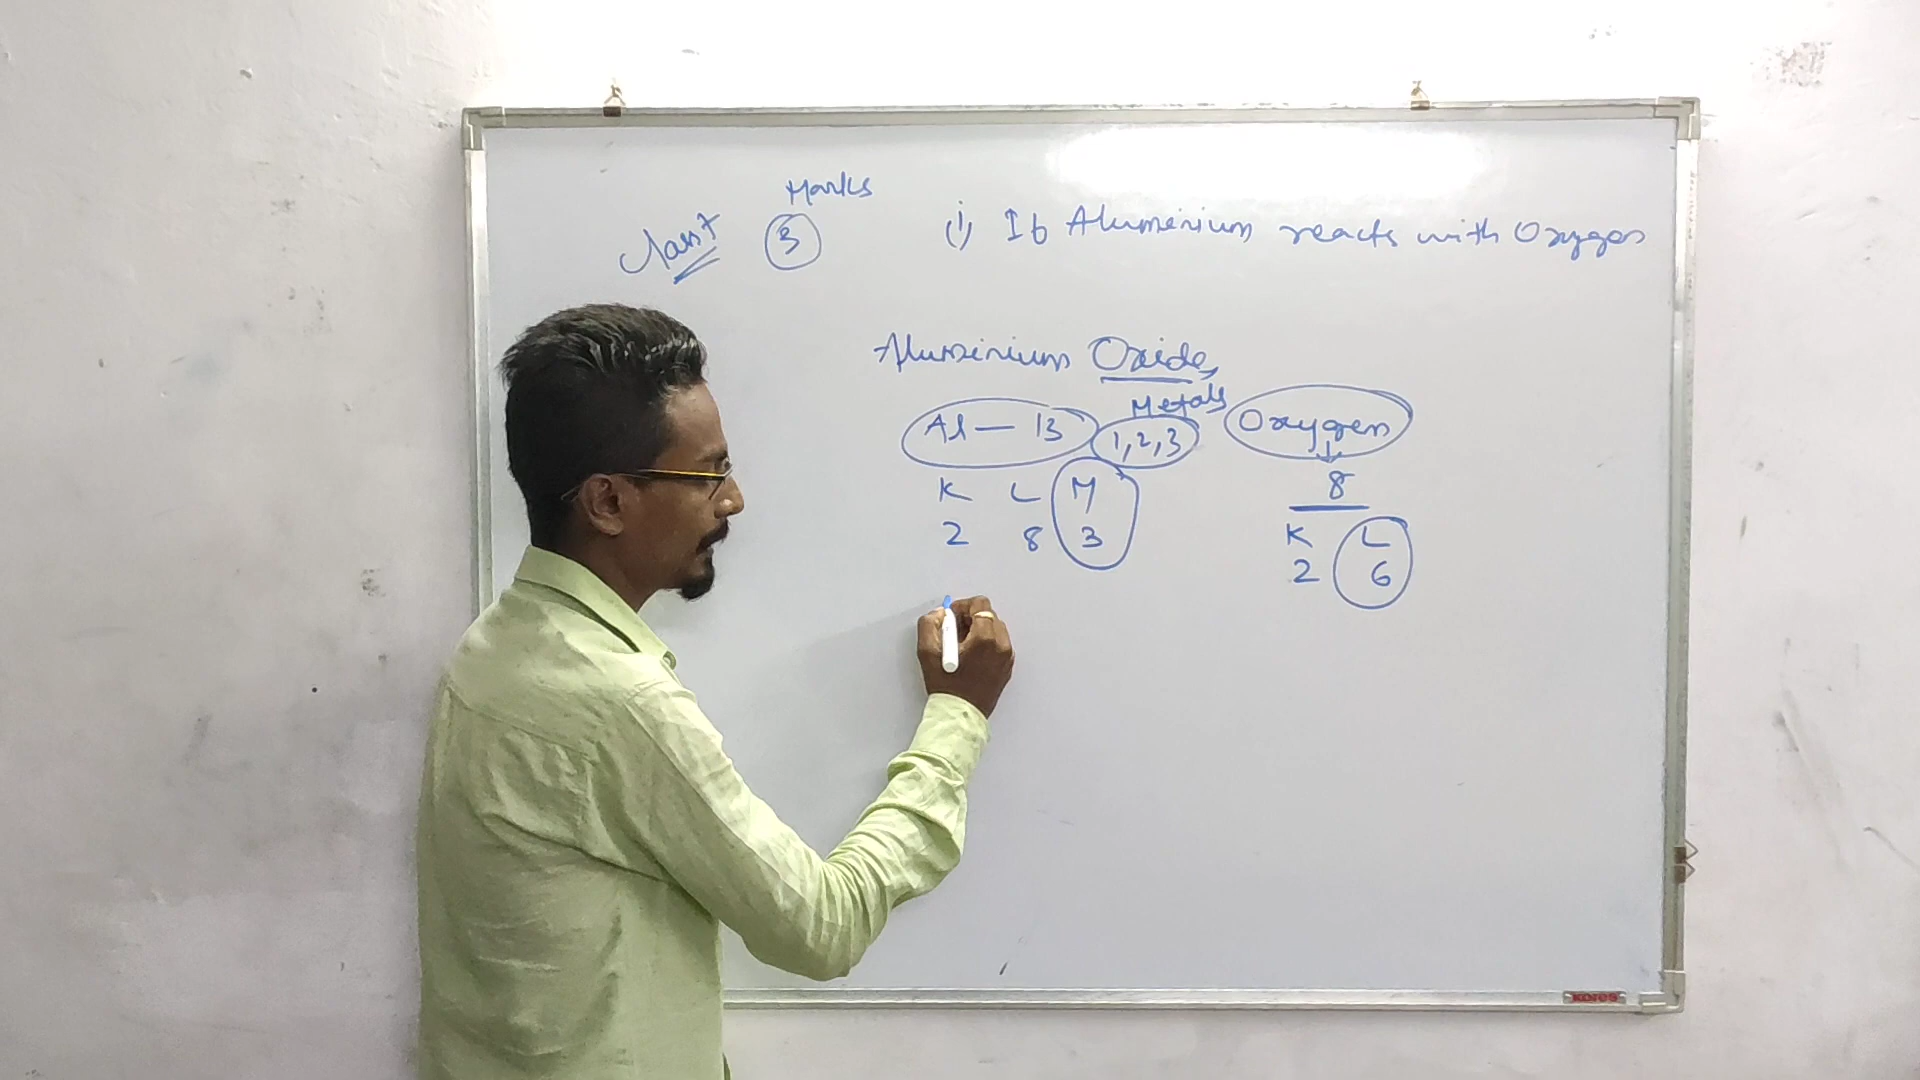 Marks
3
(i) If Aluminium reacts with Oxygen
Aluminium Oxide,
Metals
Al — 13 1,2,3 Oxygen
8
K L M
2 8 3
K L
2 6
kores